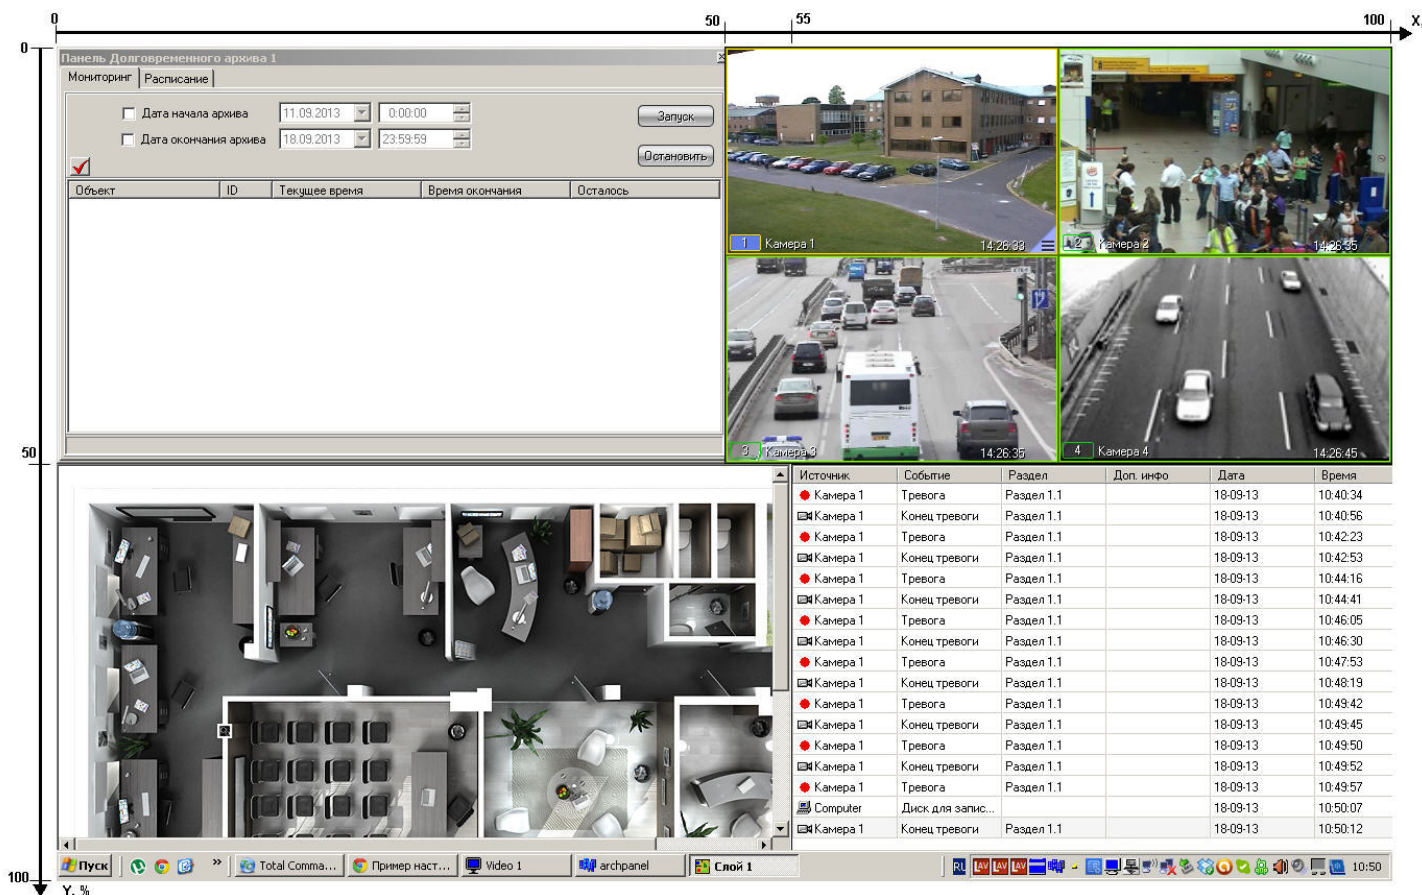 0 50 55 100 X,
0
Панель Долговременного архива 1
Мониторинг Расписание
Дата начала архива 11.09.2013 0:00:00 Запуск
Дата окончания архива 18.09.2013 23:59:59 Остановить
Объект ID Текущее время Время окончания Осталось
1 Камера 1 14:26:33
2 Камера 2 14:26:35
3 Камера 3 14:26:35
4 Камера 4 14:26:45
50
Источник Событие Раздел Доп. инфо Дата Время
Камера 1 Тревога Раздел 1.1 18-09-13 10:40:34
Камера 1 Конец тревоги Раздел 1.1 18-09-13 10:40:56
Камера 1 Тревога Раздел 1.1 18-09-13 10:42:23
Камера 1 Конец тревоги Раздел 1.1 18-09-13 10:42:53
Камера 1 Тревога Раздел 1.1 18-09-13 10:44:16
Камера 1 Конец тревоги Раздел 1.1 18-09-13 10:44:41
Камера 1 Тревога Раздел 1.1 18-09-13 10:46:05
Камера 1 Конец тревоги Раздел 1.1 18-09-13 10:46:30
Камера 1 Тревога Раздел 1.1 18-09-13 10:47:53
Камера 1 Конец тревоги Раздел 1.1 18-09-13 10:48:19
Камера 1 Тревога Раздел 1.1 18-09-13 10:49:42
Камера 1 Конец тревоги Раздел 1.1 18-09-13 10:49:45
Камера 1 Тревога Раздел 1.1 18-09-13 10:49:50
Камера 1 Конец тревоги Раздел 1.1 18-09-13 10:49:52
Камера 1 Тревога Раздел 1.1 18-09-13 10:49:57
Computer Диск для запис... 18-09-13 10:50:07
Камера 1 Конец тревоги Раздел 1.1 18-09-13 10:50:12
Пуск » Total Comma... Пример наст... Video 1 archpanel Слой 1 RL LAV LAV LAV 10:50
100
Y, %